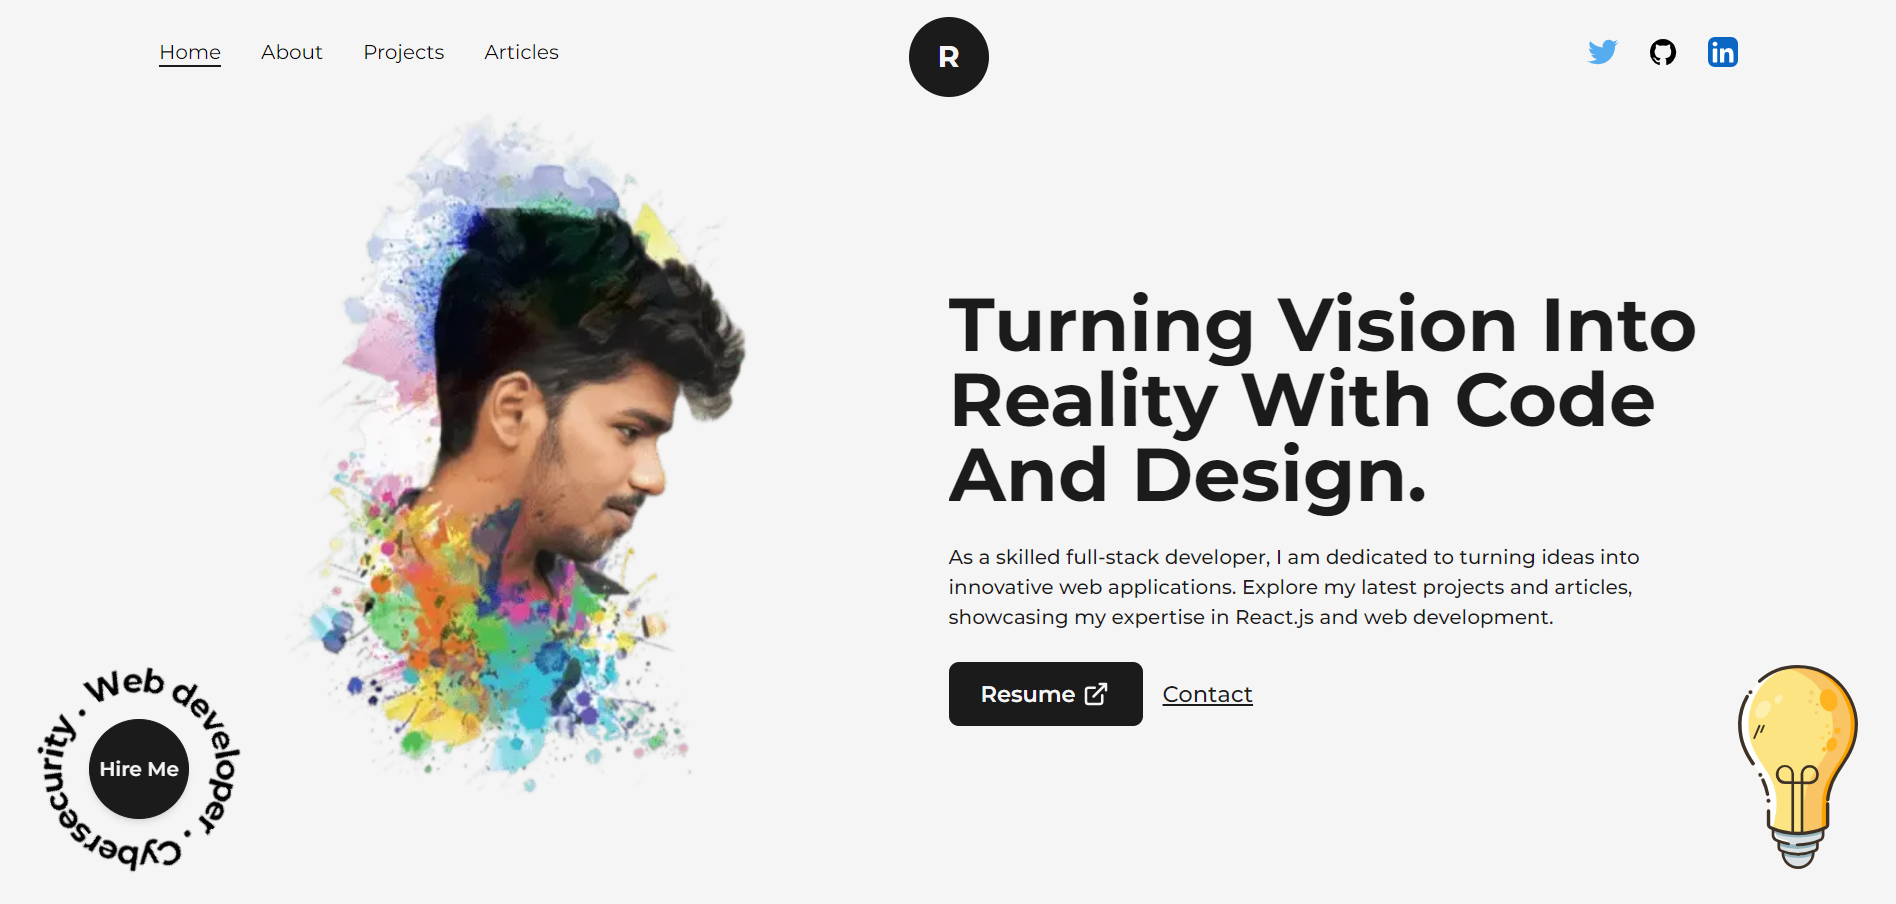 Home About Projects Articles
R
in
Turning Vision Into
Reality With Code
And Design.
As a skilled full-stack developer, I am dedicated to turning ideas into
innovative web applications. Explore my latest projects and articles,
showcasing my expertise in React.js and web development.
Resume Contact
Web developer · Cybersecurity ·
Hire Me